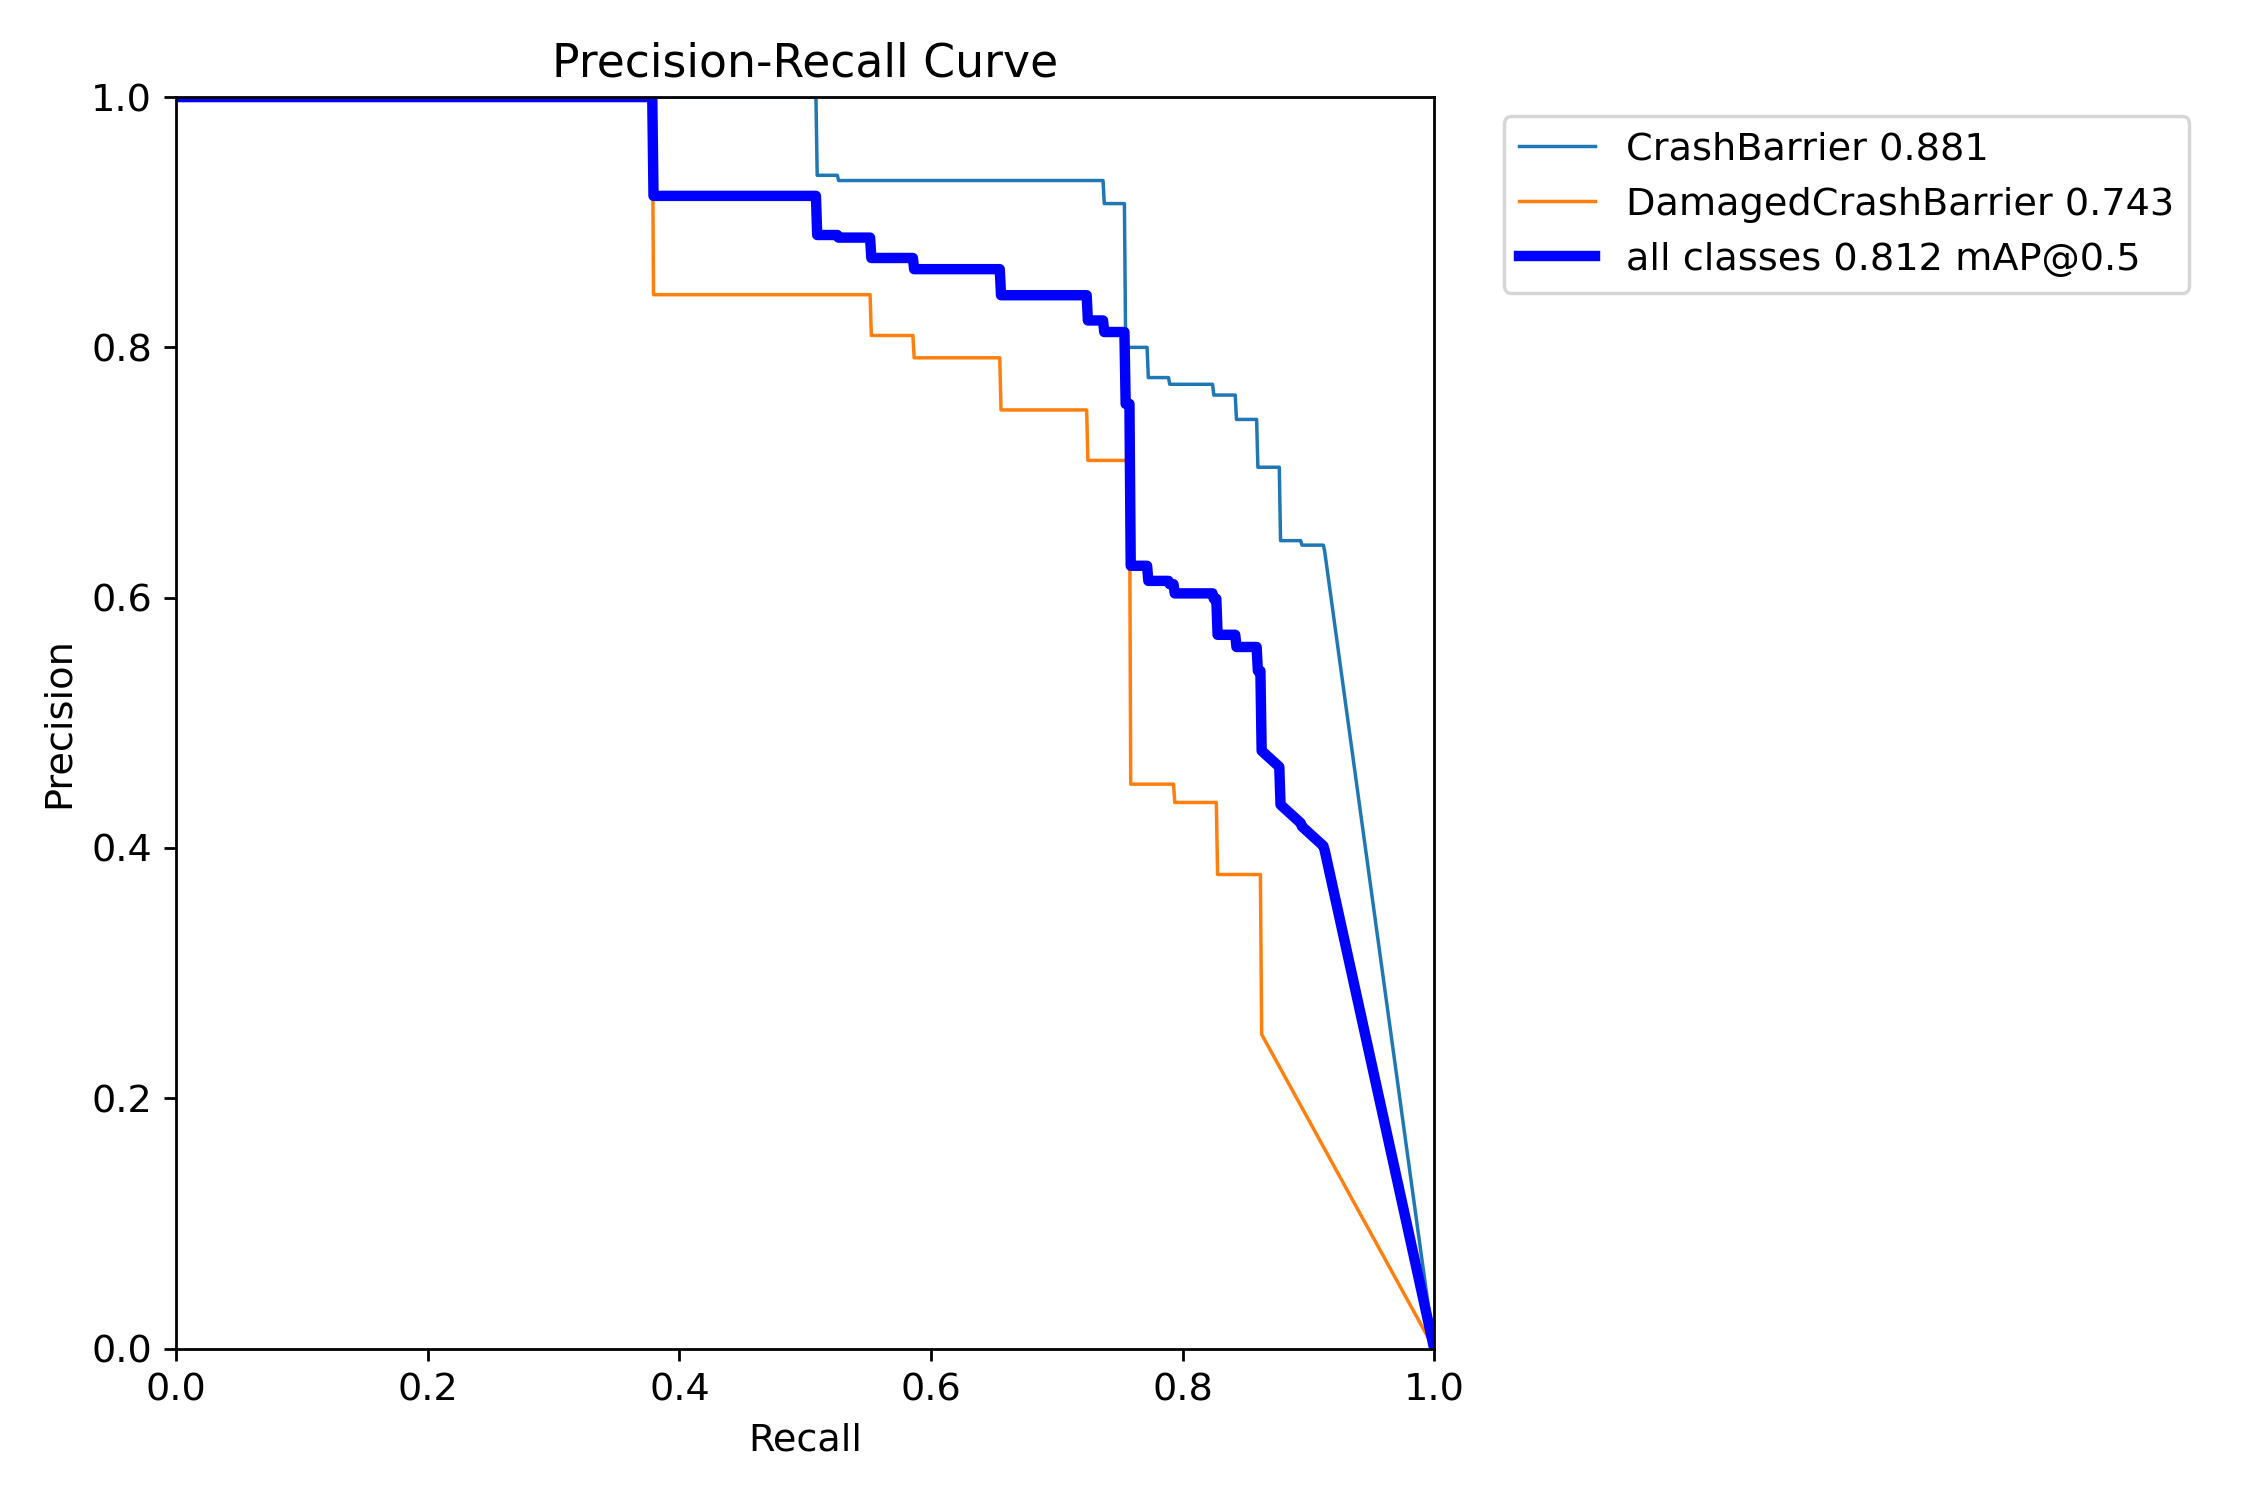 Precision-Recall Curve
1.0
0.8
0.6
0.4
0.2
0.0
Precision
0.0 0.2 0.4 0.6 0.8 1.0
Recall
CrashBarrier 0.881
DamagedCrashBarrier 0.743
all classes 0.812 mAP@0.5